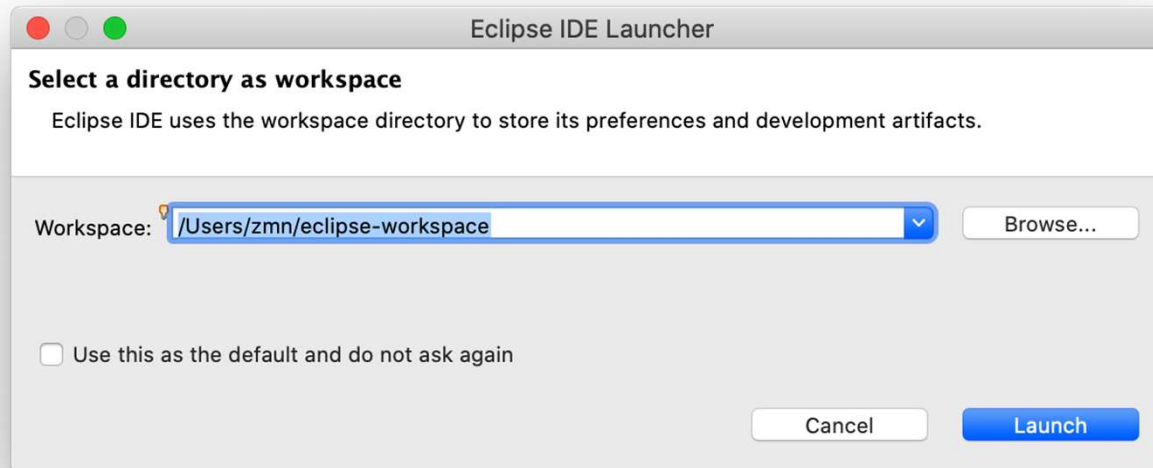 Eclipse IDE Launcher
Select a directory as workspace
Eclipse IDE uses the workspace directory to store its preferences and development artifacts.
Workspace: /Users/zmn/eclipse-workspace Browse...
Use this as the default and do not ask again
Cancel Launch